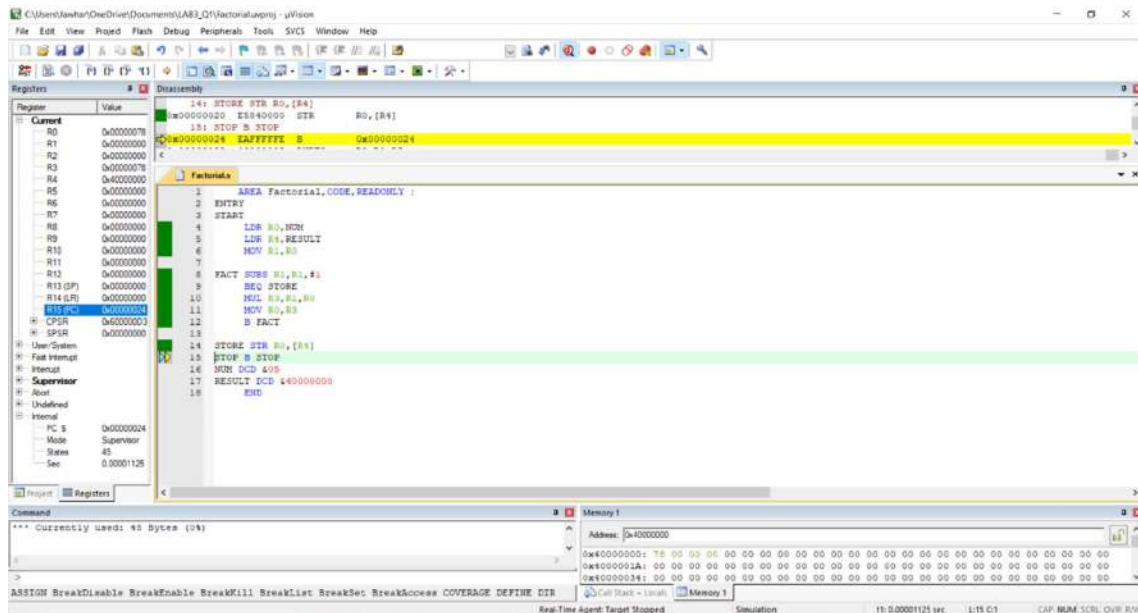 C:\Users\Jawhar\OneDrive\Documents\LAB3_Q1\Factorial.uvproj - µVision
File Edit View Project Flash Debug Peripherals Tools SVCS Window Help
Registers
Register Value
Current
R0 0x00000078
R1 0x00000000
R2 0x00000000
R3 0x00000078
R4 0x40000000
R5 0x00000000
R6 0x00000000
R7 0x00000000
R8 0x00000000
R9 0x00000000
R10 0x00000000
R11 0x00000000
R12 0x00000000
R13 (SP) 0x00000000
R14 (LR) 0x00000000
R15 (PC) 0x00000024
CPSR 0x600000D3
SPSR 0x00000000
User/System
Fast Interrupt
Interrupt
Supervisor
Abort
Undefined
Internal
PC $ 0x00000024
Mode Supervisor
States 45
Sec 0.00001125
Project Registers
Disassembly
14: STORE STR R0,[R4]
0x00000020 E5840000 STR R0,[R4]
15: STOP B STOP
0x00000024 EAFFFFFE B 0x00000024
Factorial.s
1 AREA Factorial,CODE,READONLY ;
2 ENTRY
3 START
4 LDR R0,NUM
5 LDR R4,RESULT
6 MOV R1,R0
7
8 FACT SUBS R1,R1,#1
9 BEQ STORE
10 MUL R3,R1,R0
11 MOV R0,R3
12 B FACT
13
14 STORE STR R0,[R4]
15 STOP B STOP
16 NUM DCD &05
17 RESULT DCD &40000000
18 END
Command
*** Currently used: 48 Bytes (0%)
>
ASSIGN BreakDisable BreakEnable BreakKill BreakList BreakSet BreakAccess COVERAGE DEFINE DIR
Memory 1
Address: 0x40000000
0x40000000: 78 00 00 00 00 00 00 00 00 00 00 00 00 00 00 00 00 00 00 00 00 00 00 00 00 00
0x4000001A: 00 00 00 00 00 00 00 00 00 00 00 00 00 00 00 00 00 00 00 00 00 00 00 00 00 00
0x40000034: 00 00 00 00 00 00 00 00 00 00 00 00 00 00 00 00 00 00 00 00 00 00 00 00 00 00
Call Stack + Locals Memory 1
Real-Time Agent: Target Stopped Simulation t1: 0.00001125 sec L:15 C:1 CAP NUM SCRL OVR R/W